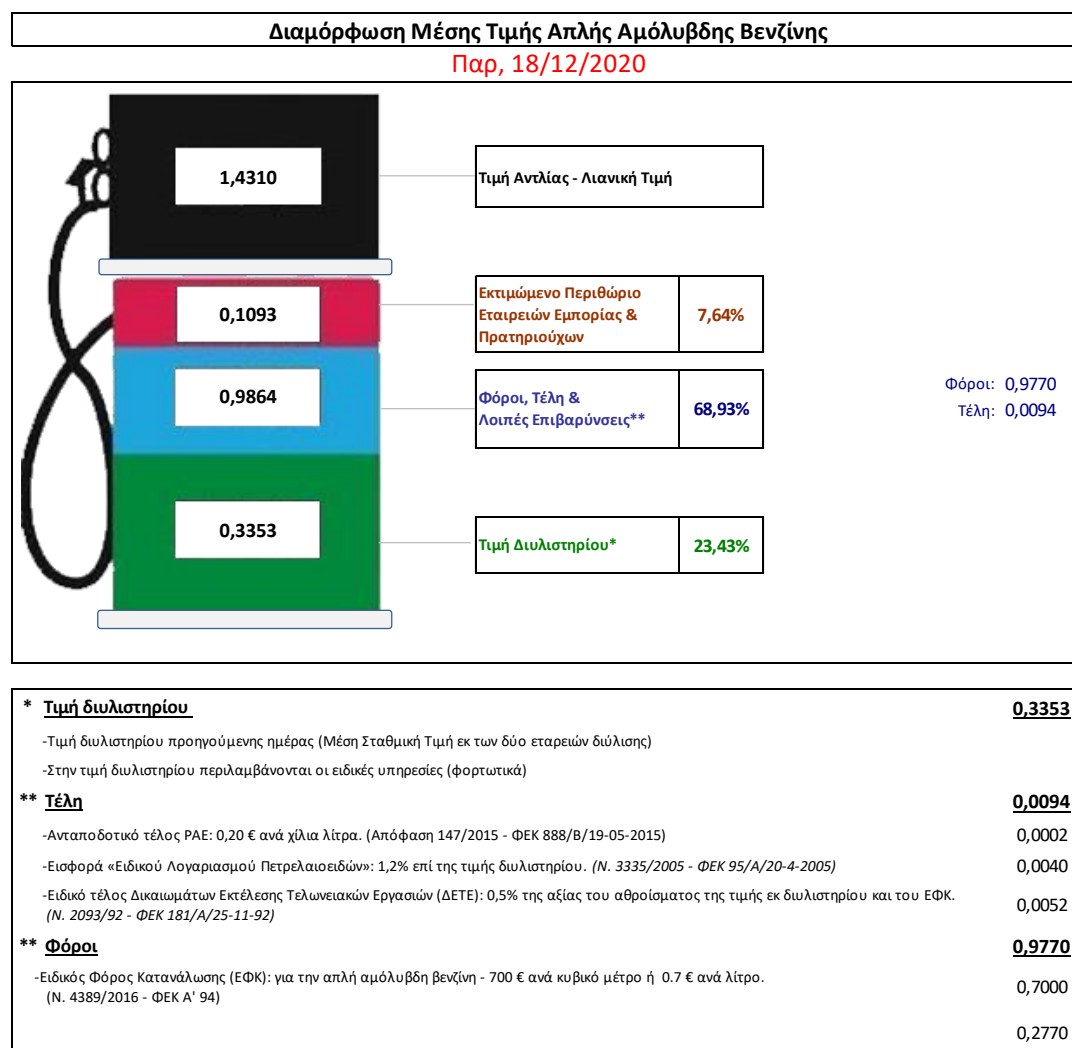 Διαμόρφωση Μέσης Τιμής Απλής Αμόλυβδης Βενζίνης
Παρ, 18/12/2020
1,4310
Τιμή Αντλίας - Λιανική Τιμή
0,1093
Εκτιμώμενο Περιθώριο
Εταιρειών Εμπορίας &
Πρατηριούχων
7,64%
0,9864
Φόροι, Τέλη &
Λοιπές Επιβαρύνσεις**
68,93%
Φόροι: 0,9770
Τέλη: 0,0094
0,3353
Τιμή Διυλιστηρίου*
23,43%
* Τιμή διυλιστηρίου 0,3353
-Τιμή διυλιστηρίου προηγούμενης ημέρας (Μέση Σταθμική Τιμή εκ των δύο εταρειών διύλισης)
-Στην τιμή διυλιστηρίου περιλαμβάνονται οι ειδικές υπηρεσίες (φορτωτικά)
** Τέλη 0,0094
-Ανταποδοτικό τέλος ΡΑΕ: 0,20 € ανά χίλια λίτρα. (Απόφαση 147/2015 - ΦΕΚ 888/Β/19-05-2015) 0,0002
-Εισφορά «Ειδικού Λογαριασμού Πετρελαιοειδών»: 1,2% επί της τιμής διυλιστηρίου. (Ν. 3335/2005 - ΦΕΚ 95/Α/20-4-2005) 0,0040
-Ειδικό τέλος Δικαιωμάτων Εκτέλεσης Τελωνειακών Εργασιών (ΔΕΤΕ): 0,5% της αξίας του αθροίσματος της τιμής εκ διυλιστηρίου και του ΕΦΚ.
(Ν. 2093/92 - ΦΕΚ 181/Α/25-11-92) 0,0052
** Φόροι 0,9770
-Ειδικός Φόρος Κατανάλωσης (ΕΦΚ): για την απλή αμόλυβδη βενζίνη - 700 € ανά κυβικό μέτρο ή 0.7 € ανά λίτρο.
(Ν. 4389/2016 - ΦΕΚ Α' 94) 0,7000
0,2770